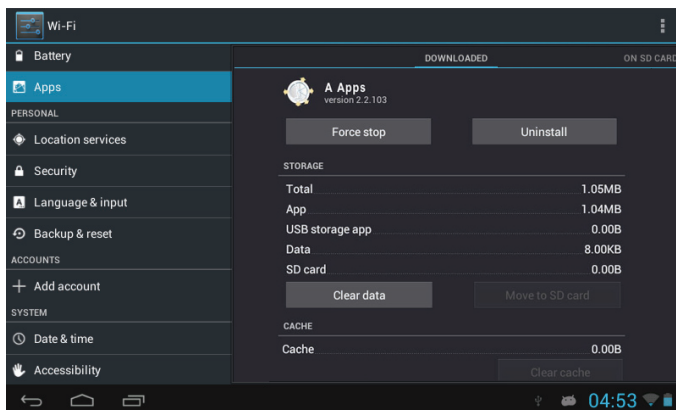 Wi-Fi
Battery
Apps
PERSONAL
Location services
Security
Language & input
Backup & reset
ACCOUNTS
Add account
SYSTEM
Date & time
Accessibility
DOWNLOADED
ON SD CARD
A Apps
version 2.2.103
Force stop
Uninstall
STORAGE
Total 1.05MB
App 1.04MB
USB storage app 0.00B
Data 8.00KB
SD card 0.00B
Clear data
Move to SD card
CACHE
Cache 0.00B
Clear cache
04:53